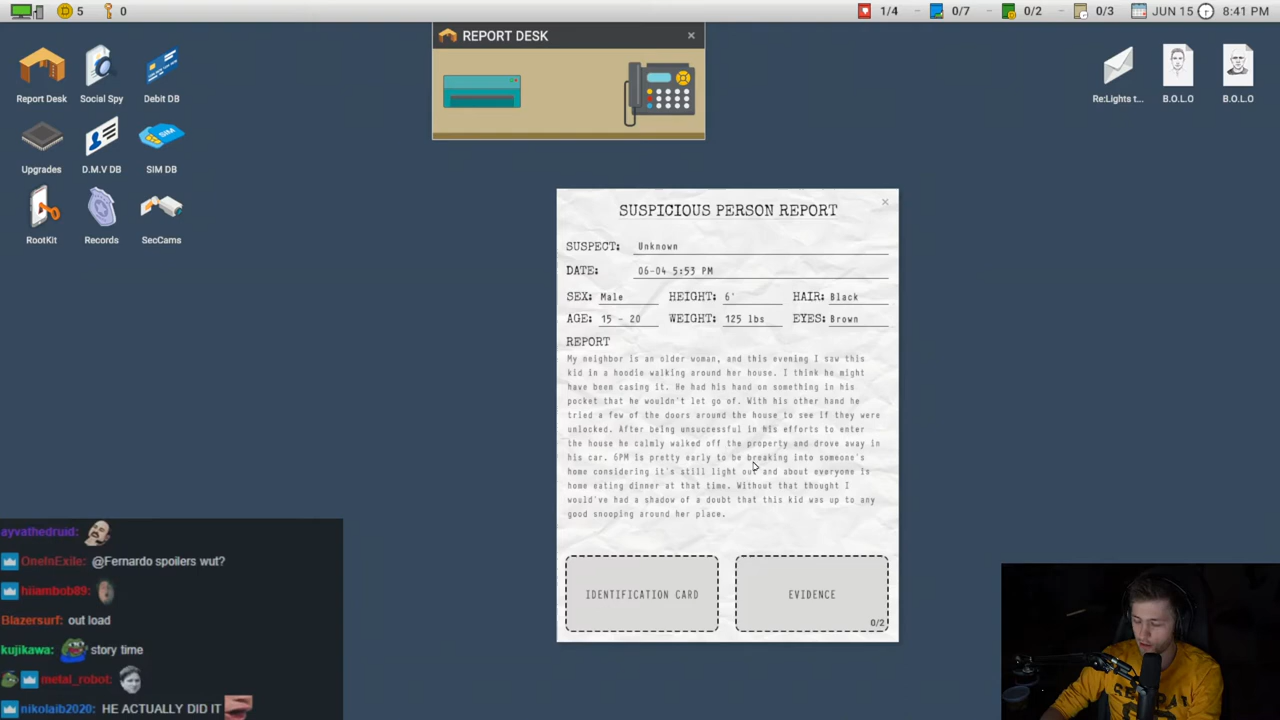 5
0
1/4
0/7
0/2
0/3
JUN 15
8:41 PM
REPORT DESK
Report Desk
Social Spy
Debit DB
Upgrades
D.M.V DB
SIM DB
RootKit
Records
SecCams
Re:Lights t...
B.O.L.O
B.O.L.O
SUSPICIOUS PERSON REPORT
SUSPECT: Unknown
DATE: 06-04 5:53 PM
SEX: Male HEIGHT: 6' HAIR: Black
AGE: 15 - 20 WEIGHT: 125 lbs EYES: Brown
REPORT
My neighbor is an older woman, and this evening I saw this
kid in a hoodie walking around her house. I think he might
have been casing it. He had his hand on something in his
pocket that he wouldn't let go of. With his other hand he
tried a few of the doors around the house to see if they were
unlocked. After being unsuccessful in his efforts to enter
the house he calmly walked off the property and drove away in
his car. 6PM is pretty early to be breaking into someone's
home considering it's still light out and about everyone is
home eating dinner at that time. Without that thought I
would've had a shadow of a doubt that this kid was up to any
good snooping around her place.
IDENTIFICATION CARD
EVIDENCE
0/2
ayvathedruid:
OneInExile: @Fernardo spoilers wut?
hiiambob89:
Blazersurf: out load
kujikawa: story time
metal_robot:
nikolaib2020: HE ACTUALLY DID IT